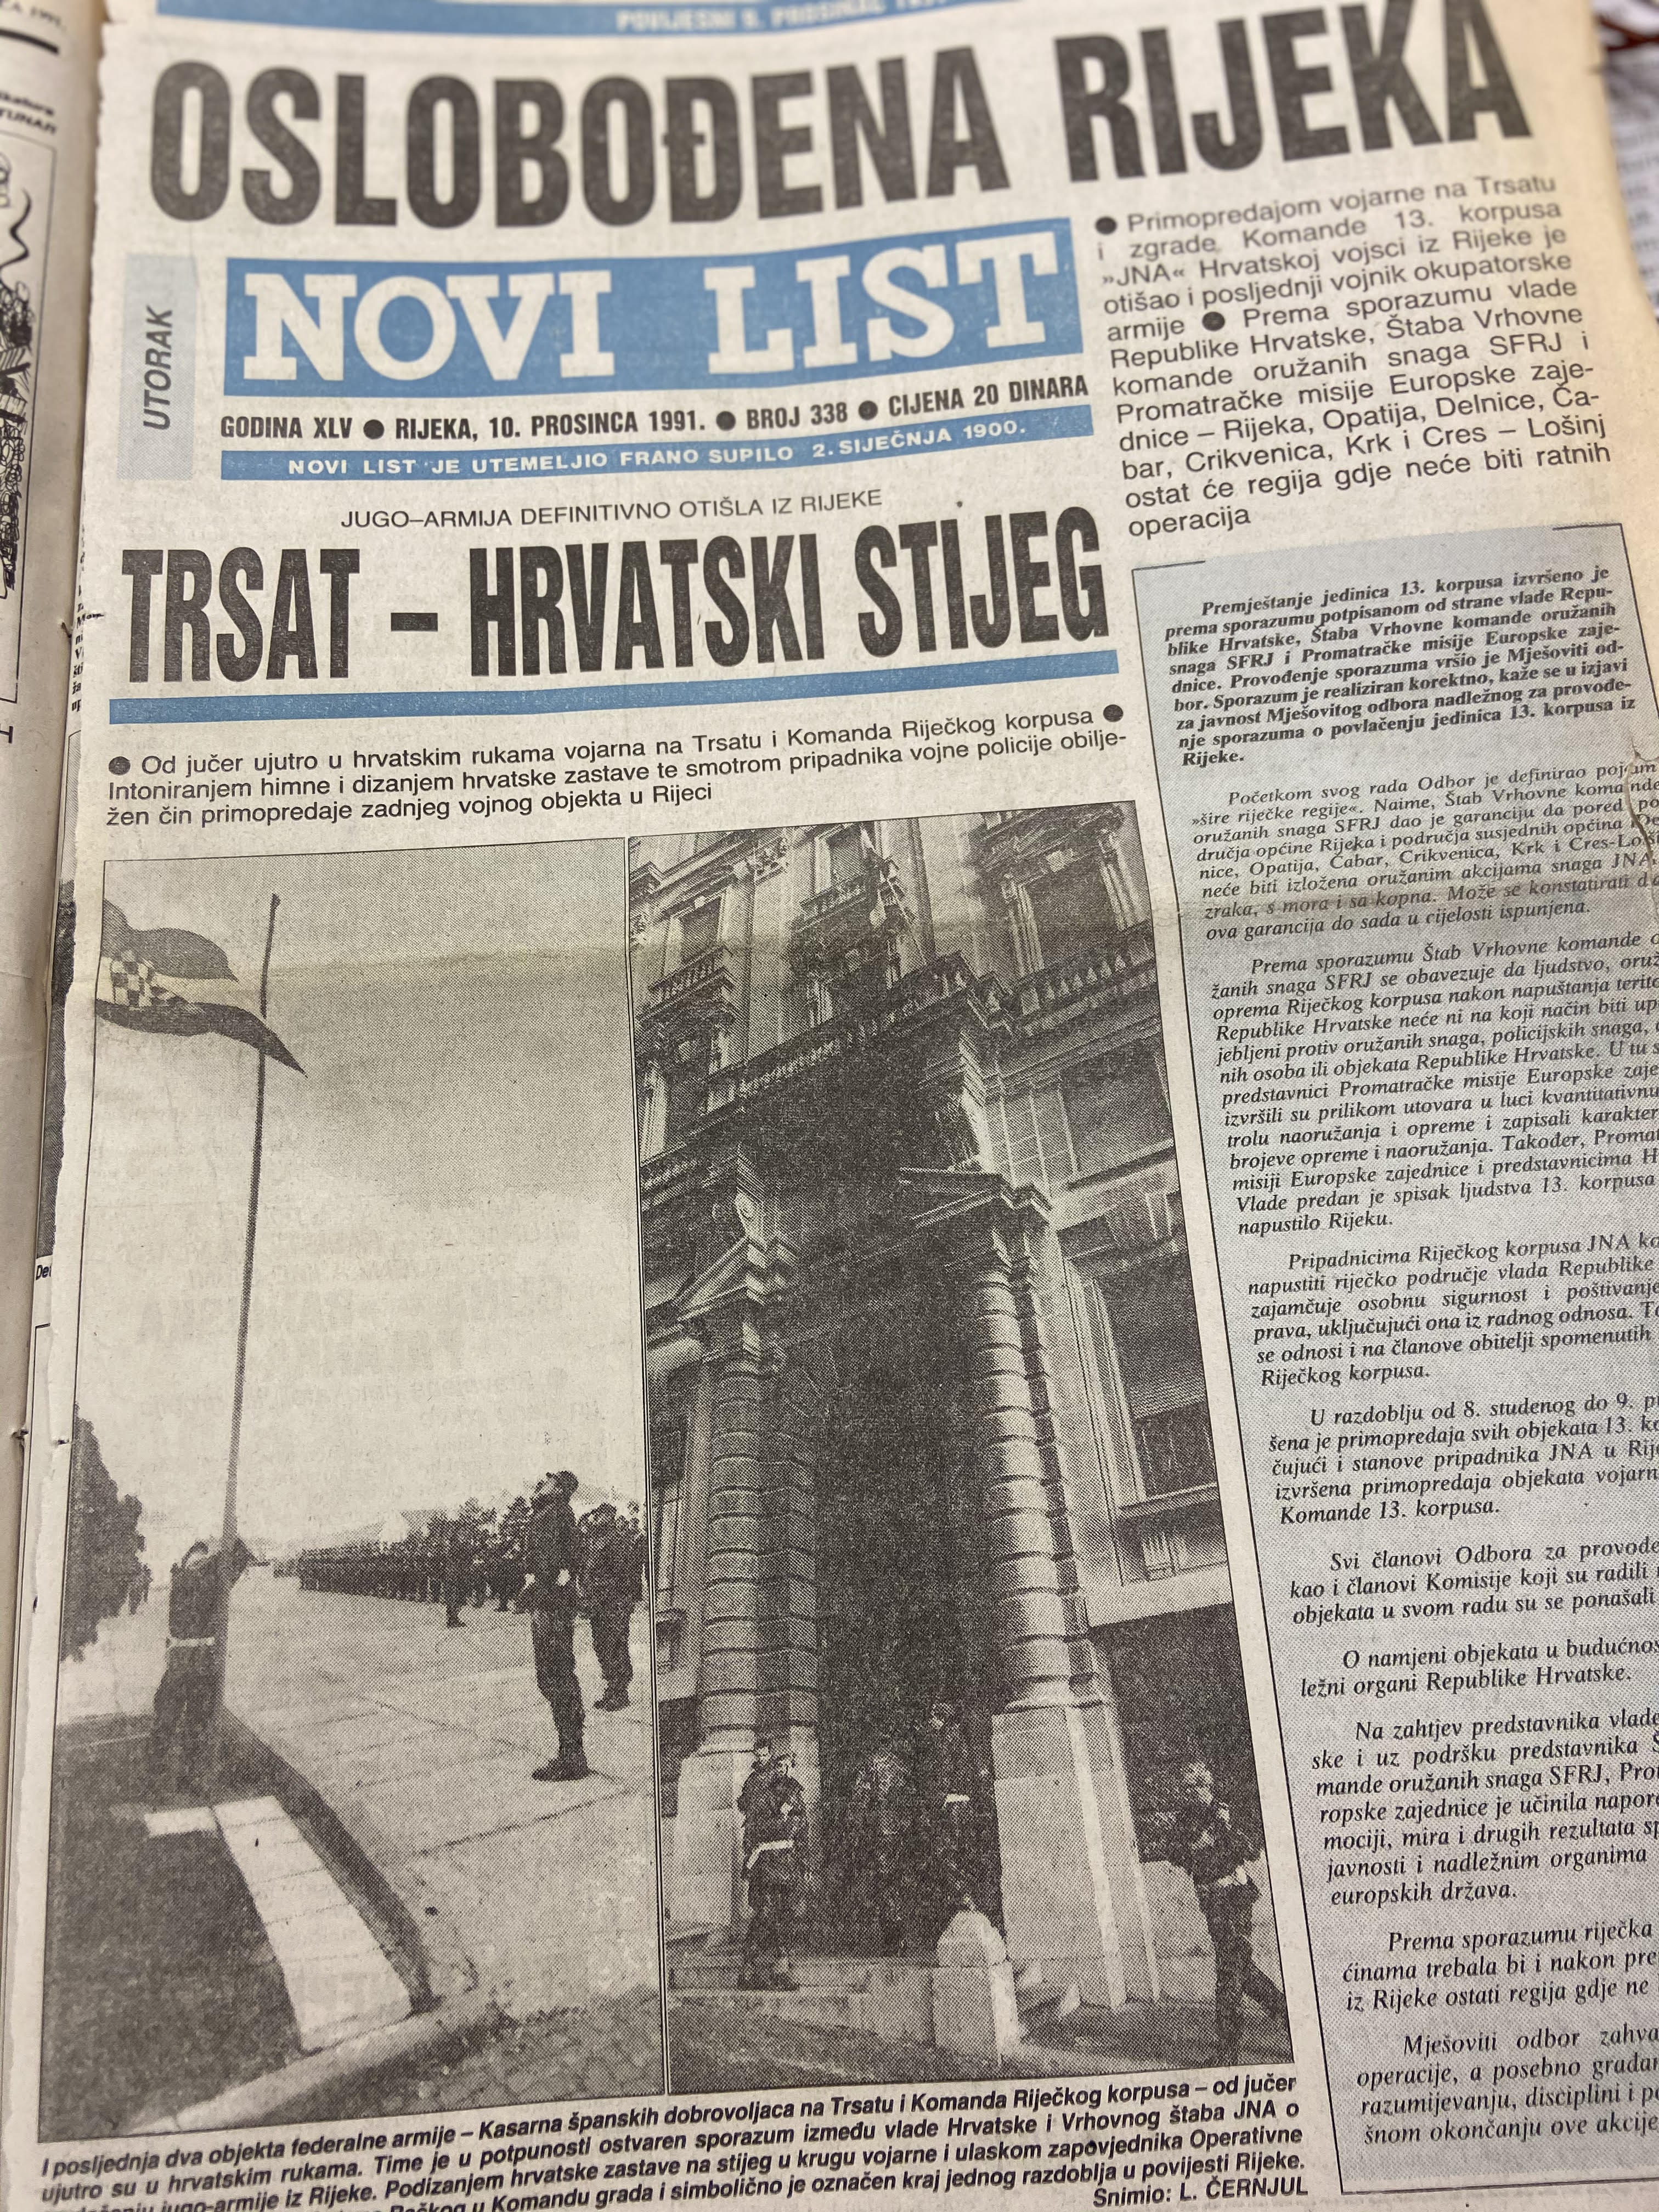 POVIJESNI 9. PROSINAC
OSLOBOĐENA RIJEKA
UTORAK
NOVI LIST
GODINA XLV ● RIJEKA, 10. PROSINCA 1991. ● BROJ 338 ● CIJENA 20 DINARA
NOVI LIST JE UTEMELJIO FRANO SUPILO 2. SIJEČNJA 1900.
● Primopredajom vojarne na Trsatu
i zgrade Komande 13. korpusa
»JNA« Hrvatskoj vojsci iz Rijeke je
otišao i posljednji vojnik okupatorske
armije ● Prema sporazumu vlade
Republike Hrvatske, Štaba Vrhovne
komande oružanih snaga SFRJ i
Promatračke misije Europske zaje-
dnice – Rijeka, Opatija, Delnice, Ča-
bar, Crikvenica, Krk i Cres – Lošinj
ostat će regija gdje neće biti ratnih
operacija
JUGO–ARMIJA DEFINITIVNO OTIŠLA IZ RIJEKE
TRSAT – HRVATSKI STIJEG
● Od jučer ujutro u hrvatskim rukama vojarna na Trsatu i Komanda Riječkog korpusa ●
Intoniranjem himne i dizanjem hrvatske zastave te smotrom pripadnika vojne policije obilje-
žen čin primopredaje zadnjeg vojnog objekta u Rijeci
I posljednja dva objekta federalne armije – Kasarna španskih dobrovoljaca na Trsatu i Komanda Riječkog korpusa – od jučer
ujutro su u hrvatskim rukama. Time je u potpunosti ostvaren sporazum između vlade Hrvatske i Vrhovnog štaba JNA o
jugo-armije iz Rijeke. Podizanjem hrvatske zastave na stijeg u krugu vojarne i ulaskom zapovjednika Operativne
u Komandu grada i simbolično je označen kraj jednog razdoblja u povijesti Rijeke.
Snimio: L. ČERNJUL
Premještanje jedinica 13. korpusa izvršeno je
prema sporazumu potpisanom od strane vlade Repu-
blike Hrvatske, Štaba Vrhovne komande oružanih
snaga SFRJ i Promatračke misije Europske zaje-
dnice. Provođenje sporazuma vršio je Mješoviti od-
bor. Sporazum je realiziran korektno, kaže se u izjavi
za javnost Mješovitog odbora nadležnog za provođe-
nje sporazuma o povlačenju jedinica 13. korpusa iz
Rijeke.
Početkom svog rada Odbor je definirao pojam
»šire riječke regije«. Naime, Štab Vrhovne komande
oružanih snaga SFRJ dao je garanciju da pored po
dručja općine Rijeka i područja susjednih općina
nice, Opatija, Čabar, Crikvenica, Krk i Cres-Loš
neće biti izložena oružanim akcijama snaga JNA,
zraka, s mora i sa kopna. Može se konstatirati da
ova garancija do sada u cijelosti ispunjena.
Prema sporazumu Štab Vrhovne komande o
žanih snaga SFRJ se obavezuje da ljudstvo, oruž
oprema Riječkog korpusa nakon napuštanja terito
Republike Hrvatske neće ni na koji način biti up
jebljeni protiv oružanih snaga, policijskih snaga,
nih osoba ili objekata Republike Hrvatske. U tu s
predstavnici Promatračke misije Europske zaje
izvršili su prilikom utovara u luci kvantitativnu
trolu naoružanja i opreme i zapisali karakter
brojeve opreme i naoružanja. Također, Promat
misiji Europske zajednice i predstavnicima H
Vlade predan je spisak ljudstva 13. korpusa
napustilo Rijeku.
Pripadnicima Riječkog korpusa JNA ko
napustiti riječko područje vlada Republike
zajamčuje osobnu sigurnost i poštivanje
prava, uključujući ona iz radnog odnosa. To
se odnosi i na članove obitelji spomenutih
Riječkog korpusa.
U razdoblju od 8. studenog do 9. p
šena je primopredaja svih objekata 13. ko
čujući i stanove pripadnika JNA u Rij
izvršena primopredaja objekata vojarn
Komande 13. korpusa.
Svi članovi Odbora za provođe
kao i članovi Komisije koji su radili
objekata u svom radu su se ponašali
O namjeni objekata u budućnos
ležni organi Republike Hrvatske.
Na zahtjev predstavnika vlade
ske i uz podršku predstavnika Š
mande oružanih snaga SFRJ, Pro
ropske zajednice je učinila napore
mociji, mira i drugih rezultata sp
javnosti i nadležnim organima
europskih država.
Prema sporazumu riječka
ćinama trebala bi i nakon pre
iz Rijeke ostati regija gdje ne
Mješoviti odbor zahva
operacije, a posebno građan
razumijevanju, disciplini i p
šnom okončanju ove akcije